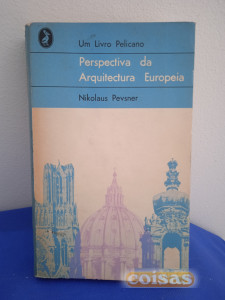 Um Livro Pelicano
Perspectiva da
Arquitectura Europeia
Nikolaus Pevsner
coisas